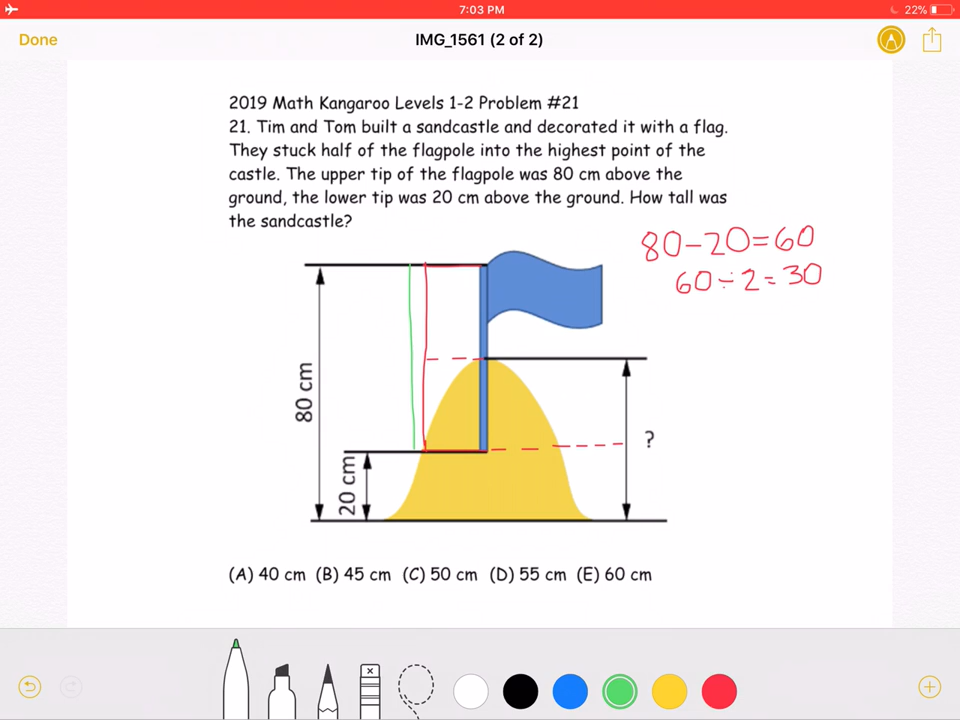 7:03 PM
22%
Done
IMG_1561 (2 of 2)
2019 Math Kangaroo Levels 1-2 Problem #21
21. Tim and Tom built a sandcastle and decorated it with a flag.
They stuck half of the flagpole into the highest point of the
castle. The upper tip of the flagpole was 80 cm above the
ground, the lower tip was 20 cm above the ground. How tall was
the sandcastle?
80-20=60
60÷2=30
80 cm
?
20 cm
(A) 40 cm (B) 45 cm (C) 50 cm (D) 55 cm (E) 60 cm